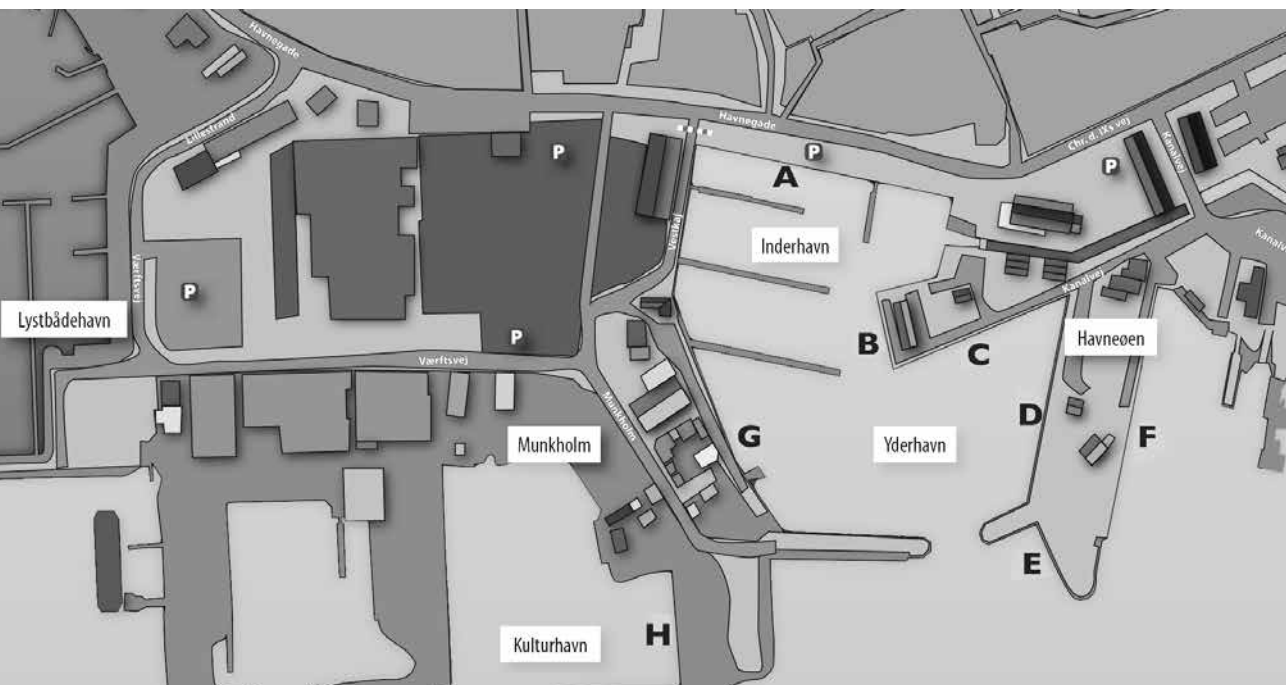 Havnegade
Lillestrand
Havnegade
Chr. d. IXs vej
Kanalvej
P
P
P
A
Vestkaj
Inderhavn
Værftsvej
P
Kanalvej
Kanalvej
Lystbådehavn
P
B
C
Havneøen
Værftsvej
Munkholm
D
F
G
Munkholm
Yderhavn
E
H
Kulturhavn